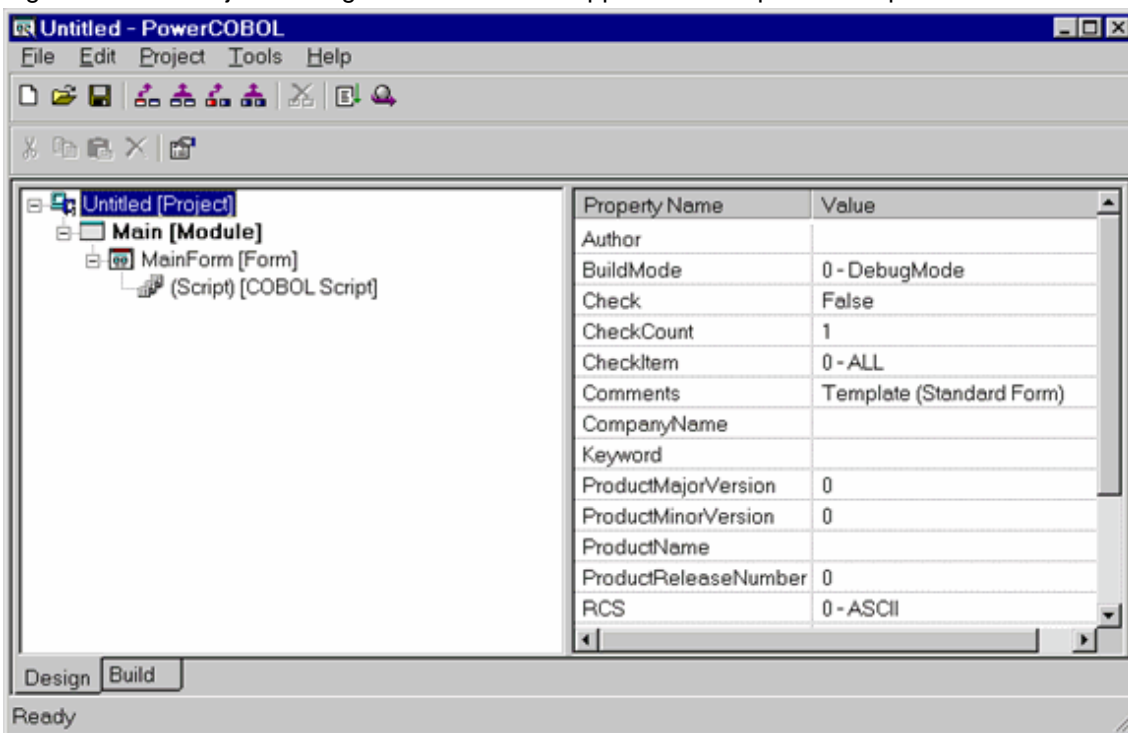 Untitled - PowerCOBOL
File Edit Project Tools Help
Untitled [Project]
Main [Module]
MainForm [Form]
(Script) [COBOL Script]
Property Name Value
Author
BuildMode 0 - DebugMode
Check False
CheckCount 1
CheckItem 0 - ALL
Comments Template (Standard Form)
CompanyName
Keyword
ProductMajorVersion 0
ProductMinorVersion 0
ProductName
ProductReleaseNumber 0
RCS 0 - ASCII
Design Build
Ready